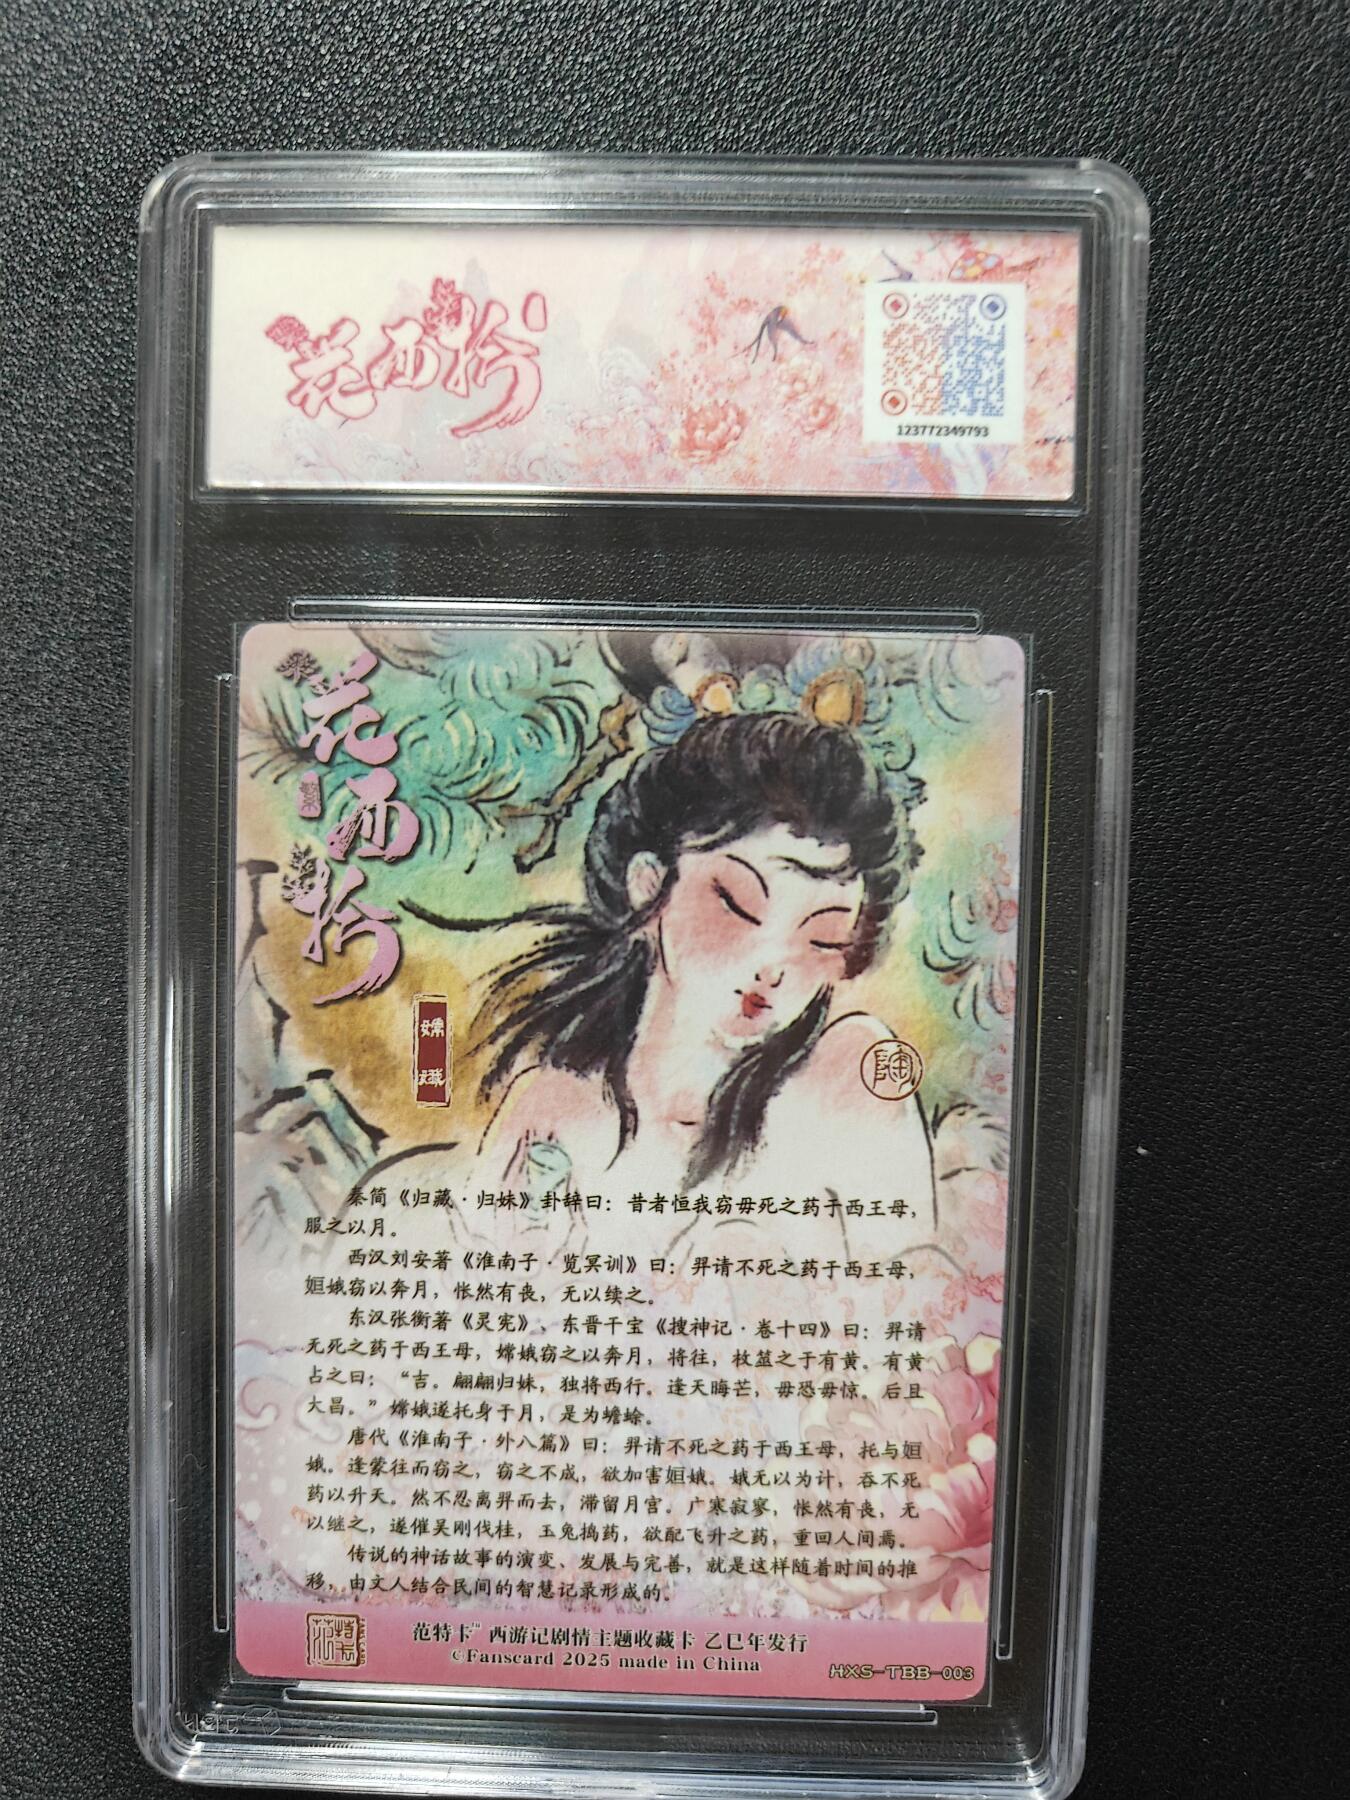 花西拾
123772349793
花西拾
繁
嫦娥
陶
秦简《归藏·归妹》卦辞曰：昔者恒我窃毋死之药于西王母，
服之以月。
西汉刘安著《淮南子·览冥训》曰：羿请不死之药于西王母，
姮娥窃以奔月，怅然有丧，无以续之。
东汉张衡著《灵宪》、东晋干宝《搜神记·卷十四》曰：羿请
无死之药于西王母，嫦娥窃之以奔月，将往，枚筮之于有黄。有黄
占之曰：“吉。翩翩归妹，独将西行。逢天晦芒，毋恐毋惊。后且
大昌。”嫦娥遂托身于月，是为蟾蜍。
唐代《淮南子·外八篇》曰：羿请不死之药于西王母，托与姮
娥。逢蒙往而窃之，窃之不成，欲加害姮娥。娥无以为计，吞不死
药以升天。然不忍离羿而去，滞留月宫。广寒寂寥，怅然有丧，无
以继之，遂催吴刚伐桂，玉兔捣药，欲配飞升之药，重回人间焉。
传说的神话故事的演变、发展与完善，就是这样随着时间的推
移，由文人结合民间的智慧记录形成的。
范特卡™ 西游记剧情主题收藏卡 乙巳年发行
©Fanscard 2025 made in China
HXS-TBB-003